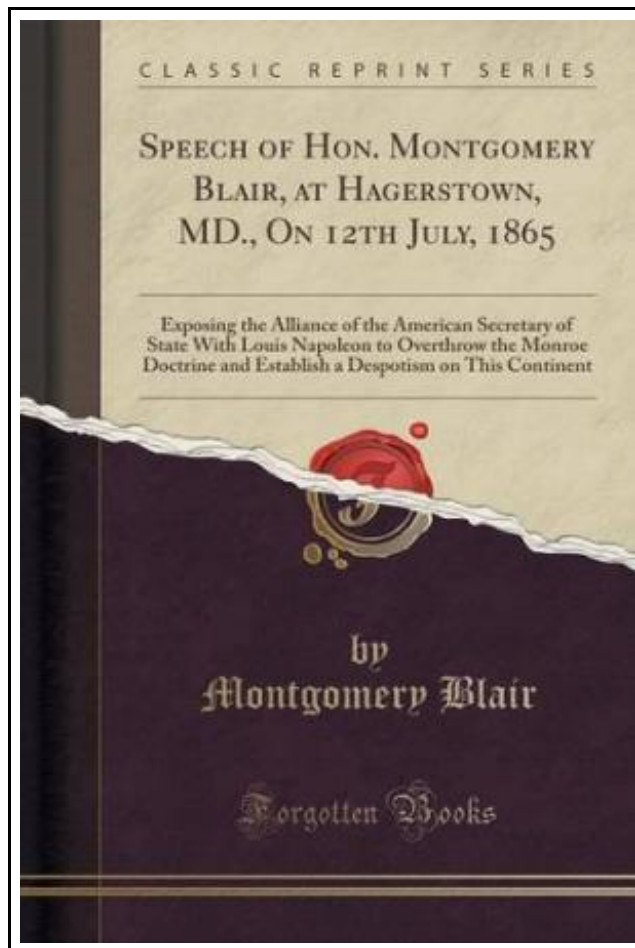 CLASSIC REPRINT SERIES
SPEECH OF HON. MONTGOMERY
BLAIR, AT HAGERSTOWN,
MD., ON 12TH JULY, 1865
Exposing the Alliance of the American Secretary of
State With Louis Napoleon to Overthrow the Monroe
Doctrine and Establish a Despotism on This Continent
by
Montgomery Blair
Forgotten Books